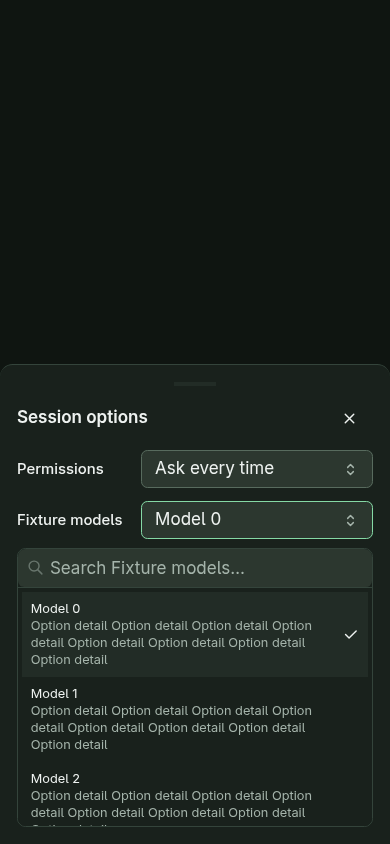 Session options
Permissions
Ask every time
Fixture models
Model 0
Search Fixture models...
Model 0
Option detail Option detail Option detail Option
detail Option detail Option detail Option detail
Option detail
Model 1
Option detail Option detail Option detail Option
detail Option detail Option detail Option detail
Option detail
Model 2
Option detail Option detail Option detail Option
detail Option detail Option detail Option detail